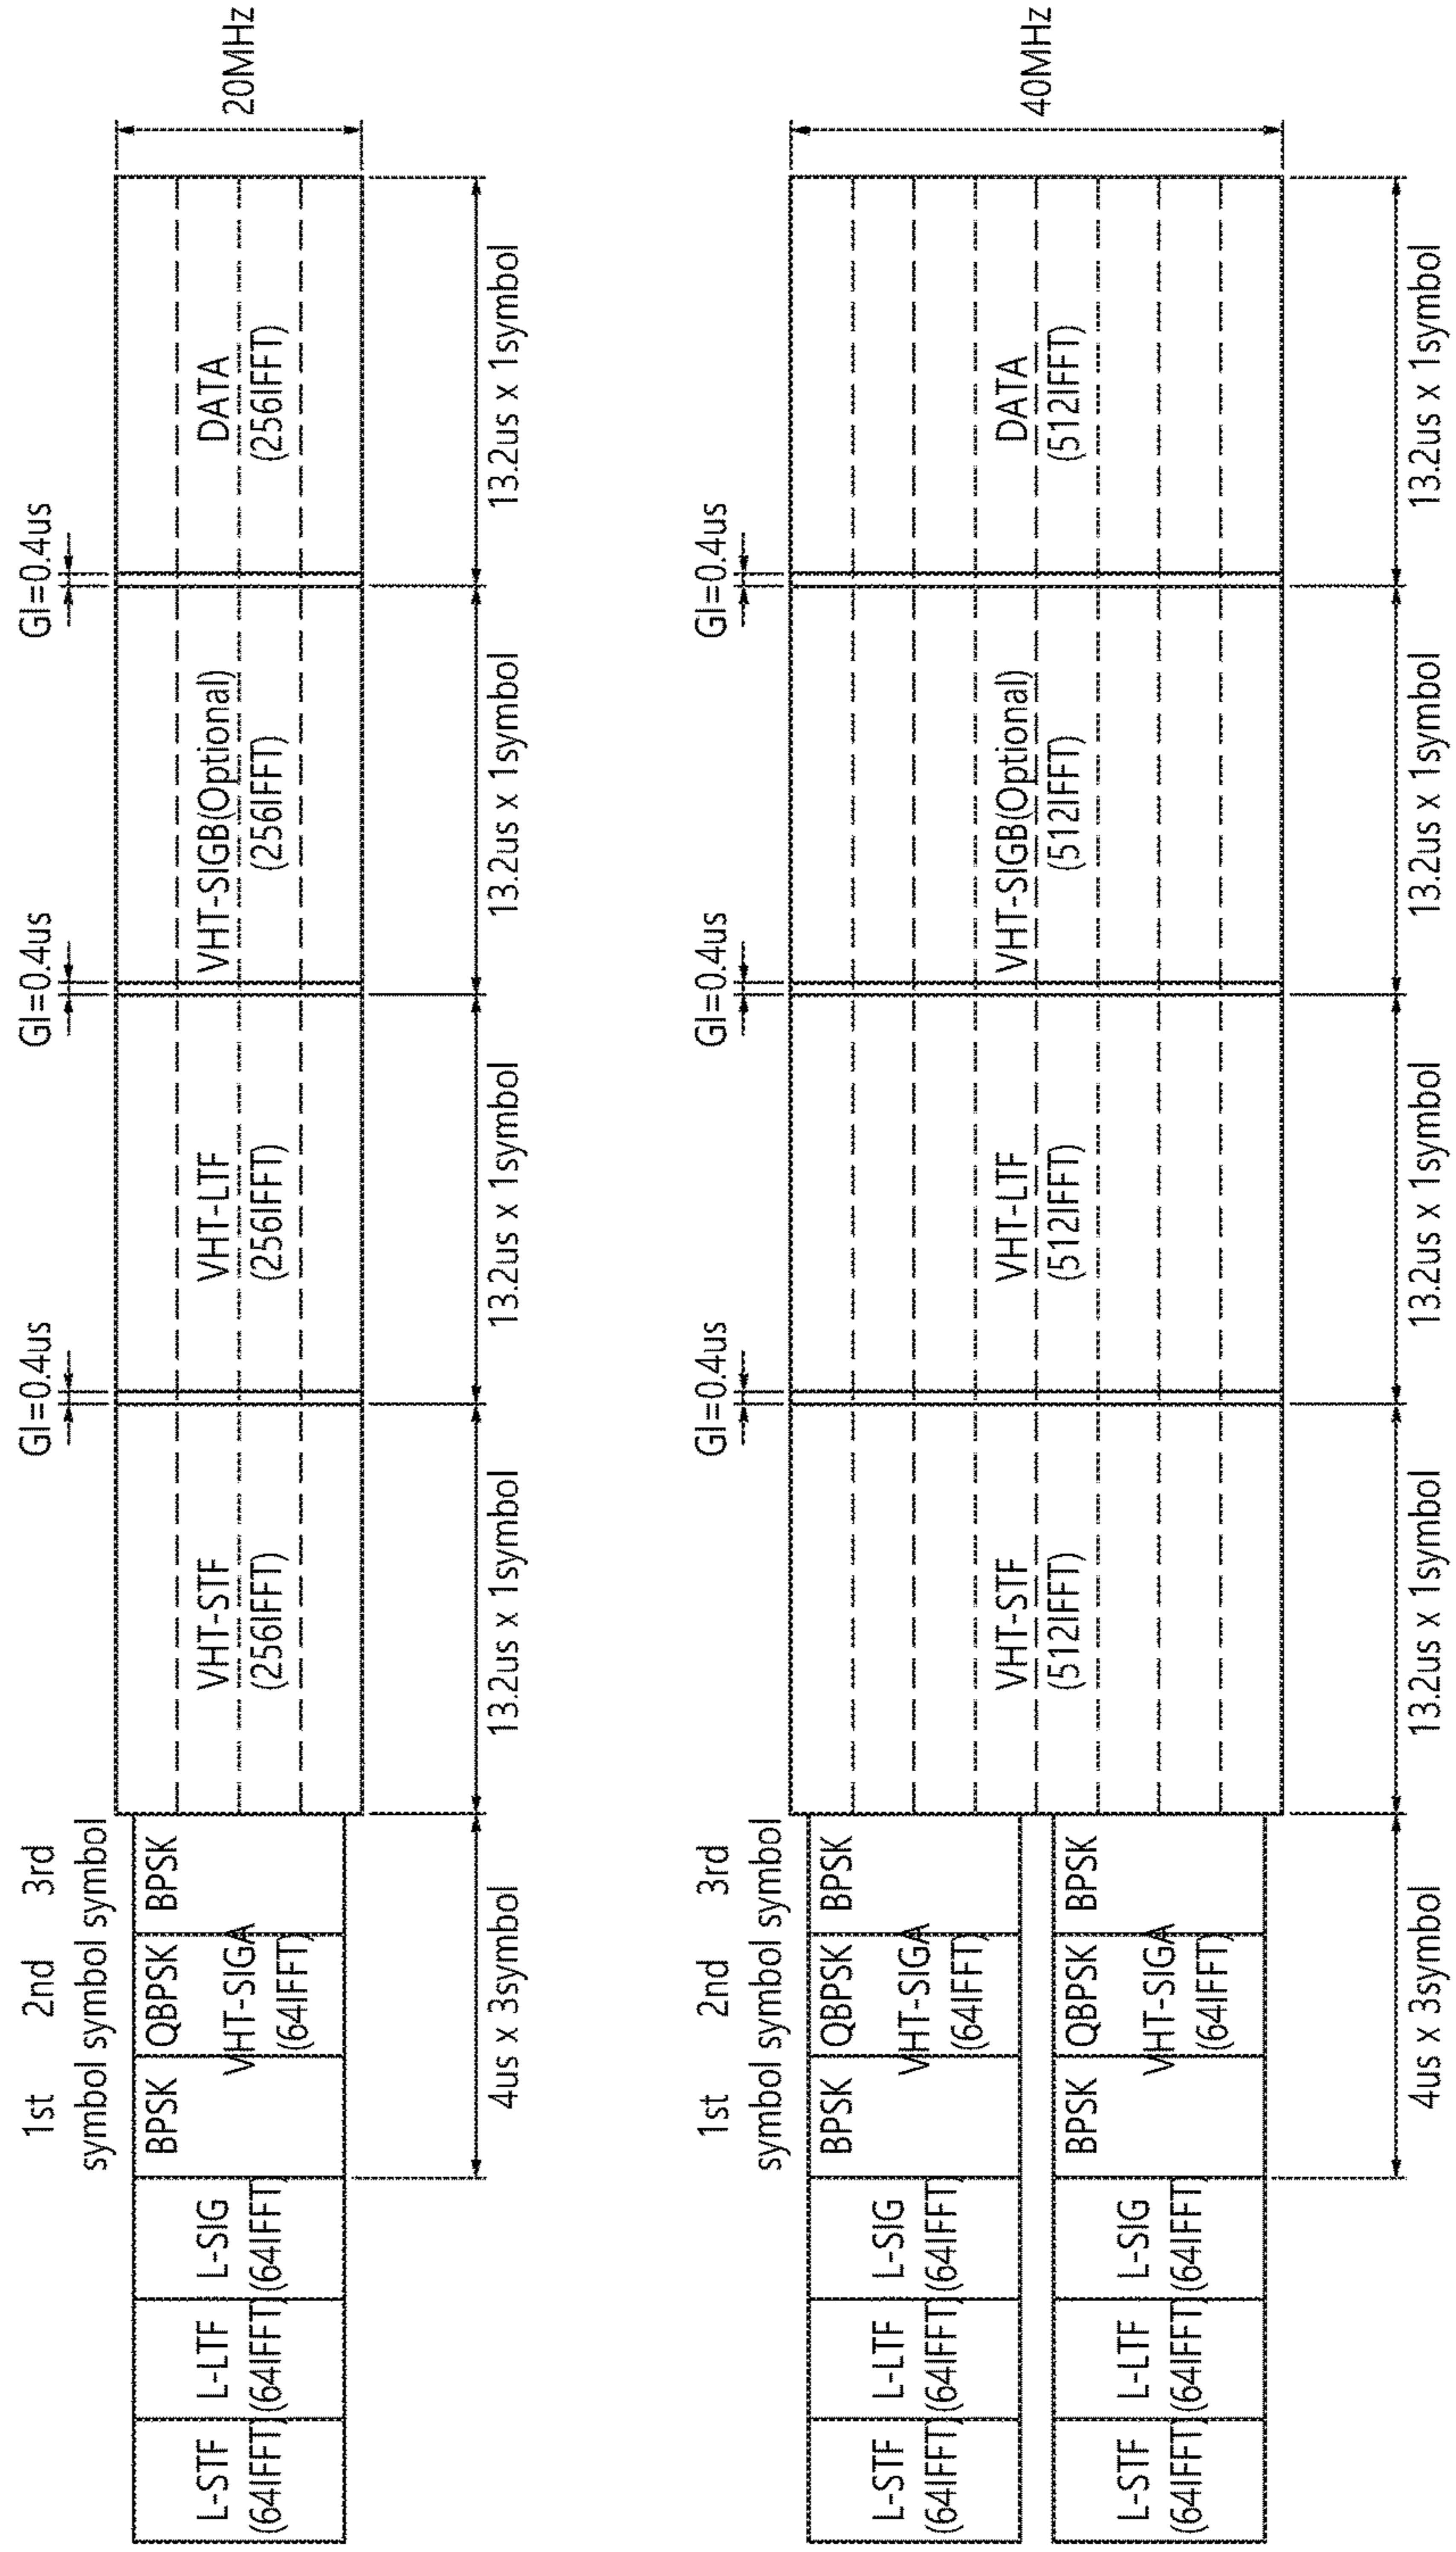 1st 2nd 3rd
symbol symbol symbol
GI=0.4us GI=0.4us GI=0.4us
L-STF
(64IFFT)
L-LTF
(64IFFT)
L-SIG
(64IFFT)
BPSK QBPSK BPSK
VHT-SIGA
(64IFFT)
VHT-STF
(256IFFT)
VHT-LTF
(256IFFT)
VHT-SIGB(Optional)
(256IFFT)
DATA
(256IFFT)
20MHz
4us x 3symbol 13.2us x 1symbol 13.2us x 1symbol 13.2us x 1symbol 13.2us x 1symbol
1st 2nd 3rd
symbol symbol symbol
GI=0.4us GI=0.4us GI=0.4us
L-STF
(64IFFT)
L-LTF
(64IFFT)
L-SIG
(64IFFT)
BPSK QBPSK BPSK
VHT-SIGA
(64IFFT)
VHT-STF
(512IFFT)
VHT-LTF
(512IFFT)
VHT-SIGB(Optional)
(512IFFT)
DATA
(512IFFT)
40MHz
L-STF
(64IFFT)
L-LTF
(64IFFT)
L-SIG
(64IFFT)
BPSK QBPSK BPSK
VHT-SIGA
(64IFFT)
4us x 3symbol 13.2us x 1symbol 13.2us x 1symbol 13.2us x 1symbol 13.2us x 1symbol